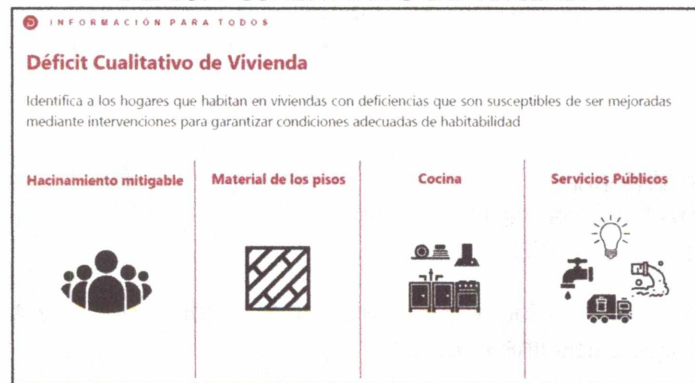 INFORMACIÓN PARA TODOS
Déficit Cualitativo de Vivienda
Identifica a los hogares que habitan en viviendas con deficiencias que son susceptibles de ser mejoradas
mediante intervenciones para garantizar condiciones adecuadas de habitabilidad
Hacinamiento mitigable
Material de los pisos
Cocina
Servicios Públicos